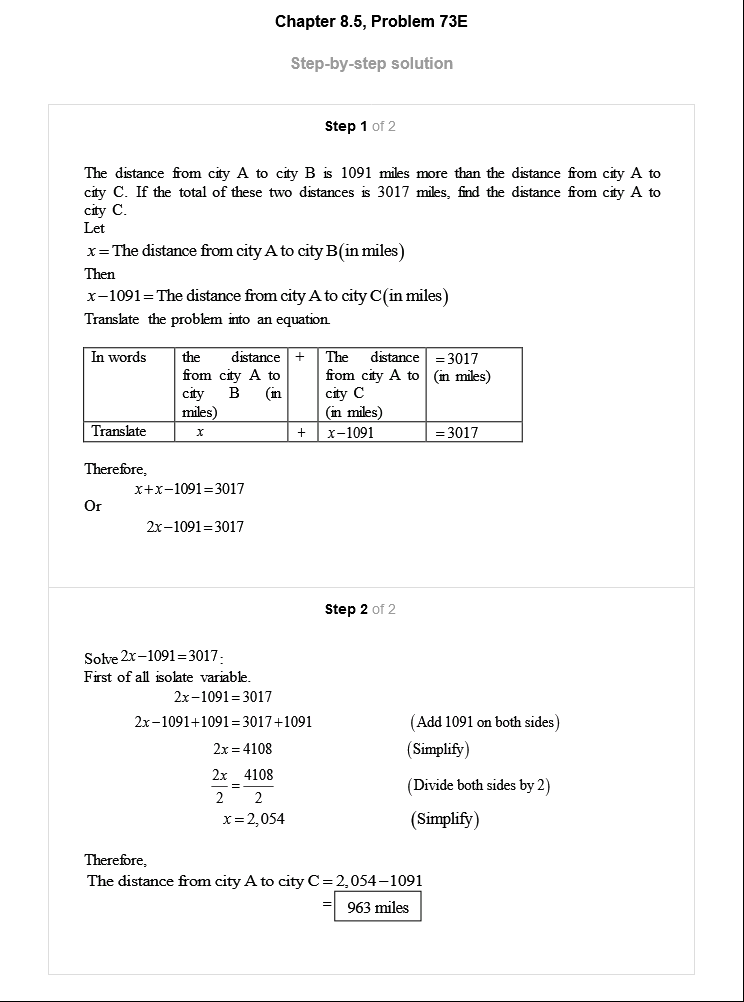 Chapter 8.5, Problem 73E
Step-by-step solution
Step 1 of 2
The distance from city A to city B is 1091 miles more than the distance from city A to
city C. If the total of these two distances is 3017 miles, find the distance from city A to
city C.
Let
x = The distance from city A to city B (in miles)
Then
x−1091 = The distance from city A to city C (in miles)
Translate the problem into an equation.
In words | the distance from city A to city B (in miles) | + | The distance from city A to city C (in miles) | = 3017 (in miles)
Translate | x | + | x−1091 | = 3017
Therefore,
x+x−1091=3017
Or
2x−1091=3017
Step 2 of 2
Solve 2x−1091=3017:
First of all isolate variable.
2x−1091=3017
2x−1091+1091=3017+1091 (Add 1091 on both sides)
2x=4108 (Simplify)
2x/2 = 4108/2 (Divide both sides by 2)
x=2,054 (Simplify)
Therefore,
The distance from city A to city C = 2,054−1091
= 963 miles